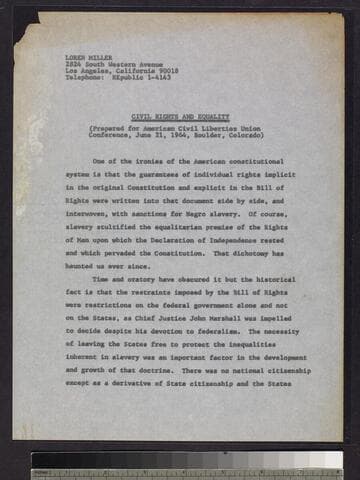 LOREN MILLER
2824 South Western Avenue
Los Angeles, California 90018
Telephone: REpublic 1-4143
CIVIL RIGHTS AND EQUALITY
(Prepared for American Civil Liberties Union
Conference, June 21, 1964, Boulder, Colorado)
One of the ironies of the American constitutional
system is that the guarantees of individual rights implicit
in the original Constitution and explicit in the Bill of
Rights were written into that document side by side, and
interwoven, with sanctions for Negro slavery. Of course,
slavery stultified the equalitarian premise of the Rights
of Man upon which the Declaration of Independence rested
and which pervaded the Constitution. That dichotomy has
haunted us ever since.
Time and oratory have obscured it but the historical
fact is that the restraints imposed by the Bill of Rights
were restrictions on the federal government alone and not
on the States, as Chief Justice John Marshall was impelled
to decide despite his devotion to federalism. The necessity
of leaving the States free to protect the inequalities
inherent in slavery was an important factor in the development
and growth of that doctrine. There was no national citizenship
except as a derivative of State citizenship and the States